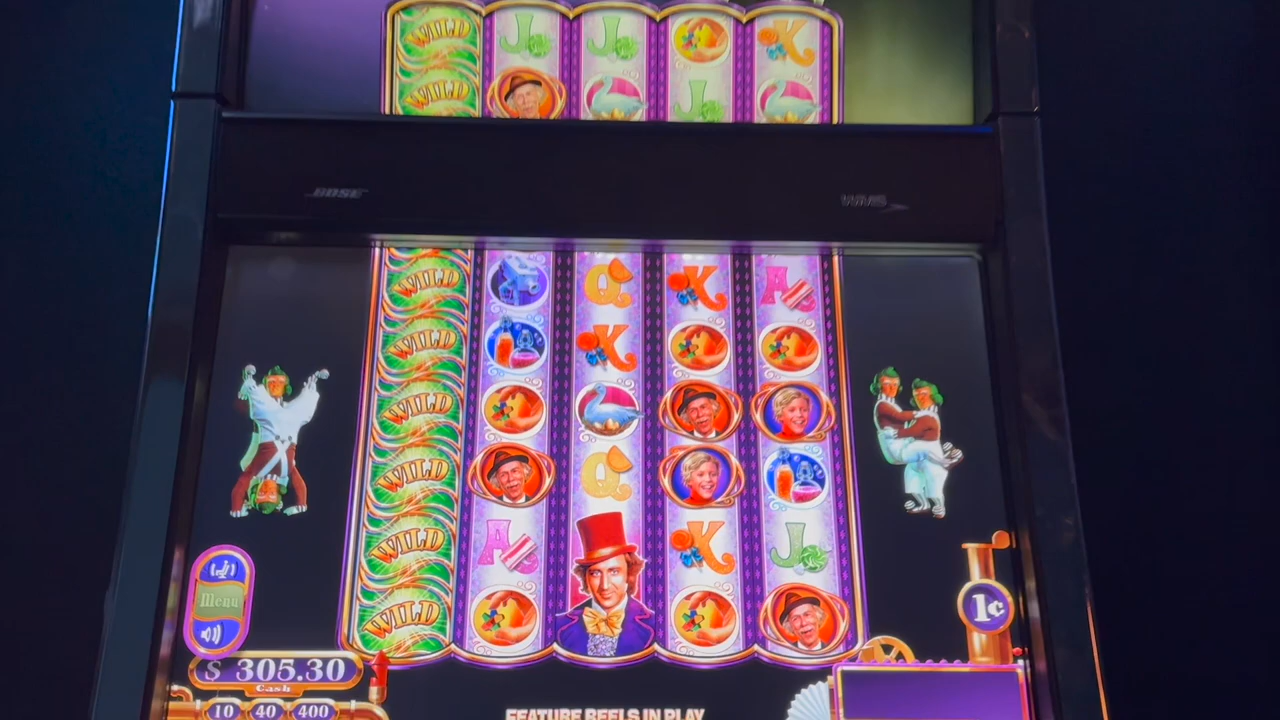 WILD J J K
WILD J
BOSE WMS
WILD Q K A
WILD K
WILD
WILD Q
WILD A K J
WILD
Menu
1¢
$ 305.30
Cash
10 40 400
FEATURE REELS IN PLAY